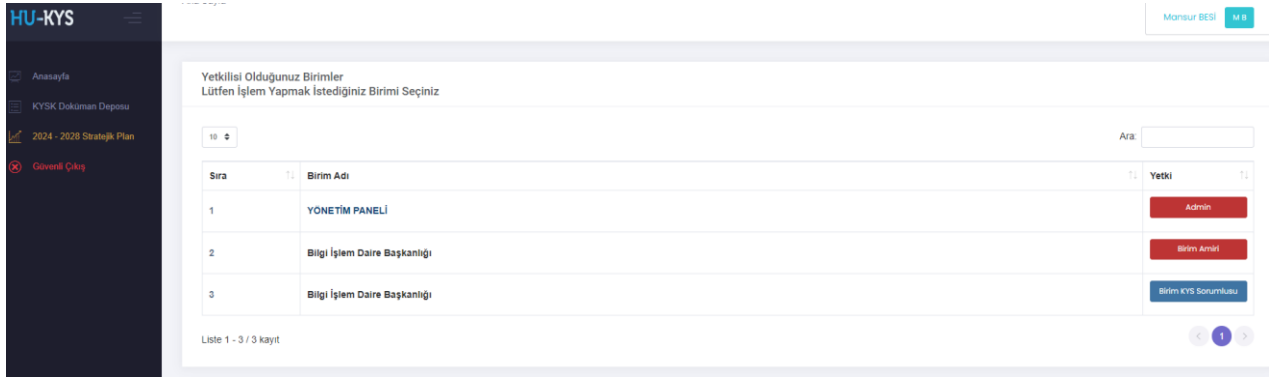 HU-KYS
Mansur BESİ MB
Anasayfa
KYSK Doküman Deposu
2024 - 2028 Stratejik Plan
Güvenli Çıkış
Yetkilisi Olduğunuz Birimler
Lütfen İşlem Yapmak İstediğiniz Birimi Seçiniz
10
Ara:
Sıra Birim Adı Yetki
1 YÖNETİM PANELİ Admin
2 Bilgi İşlem Daire Başkanlığı Birim Amiri
3 Bilgi İşlem Daire Başkanlığı Birim KYS Sorumlusu
Liste 1 - 3 / 3 kayıt
< 1 >